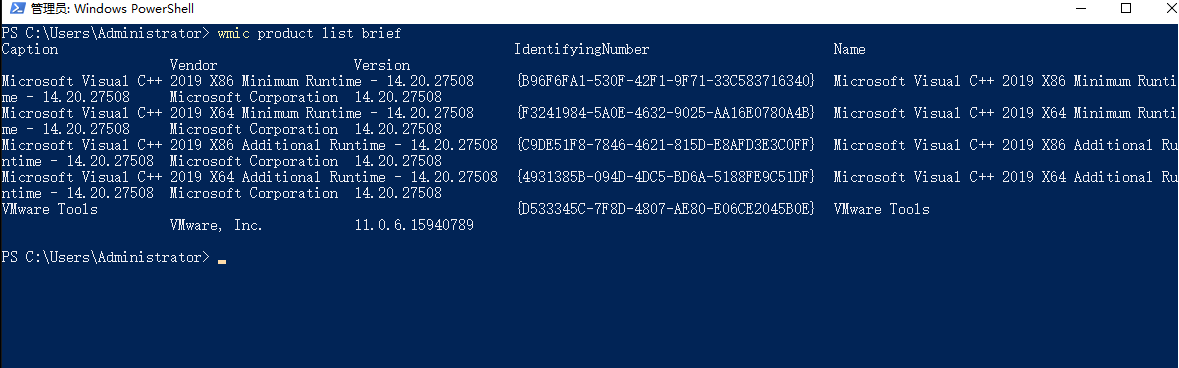 管理员: Windows PowerShell
PS C:\Users\Administrator> wmic product list brief
Caption IdentifyingNumber Name
Vendor Version
Microsoft Visual C++ 2019 X86 Minimum Runtime - 14.20.27508 {B96F6FA1-530F-42F1-9F71-33C583716340} Microsoft Visual C++ 2019 X86 Minimum Runti
me - 14.20.27508 Microsoft Corporation 14.20.27508
Microsoft Visual C++ 2019 X64 Minimum Runtime - 14.20.27508 {F3241984-5A0E-4632-9025-AA16E0780A4B} Microsoft Visual C++ 2019 X64 Minimum Runti
me - 14.20.27508 Microsoft Corporation 14.20.27508
Microsoft Visual C++ 2019 X86 Additional Runtime - 14.20.27508 {C9DE51F8-7846-4621-815D-E8AFD3E3C0FF} Microsoft Visual C++ 2019 X86 Additional Ru
ntime - 14.20.27508 Microsoft Corporation 14.20.27508
Microsoft Visual C++ 2019 X64 Additional Runtime - 14.20.27508 {4931385B-094D-4DC5-BD6A-5188FE9C51DF} Microsoft Visual C++ 2019 X64 Additional Ru
ntime - 14.20.27508 Microsoft Corporation 14.20.27508
VMware Tools {D533345C-7F8D-4807-AE80-E06CE2045B0E} VMware Tools
VMware, Inc. 11.0.6.15940789
PS C:\Users\Administrator>